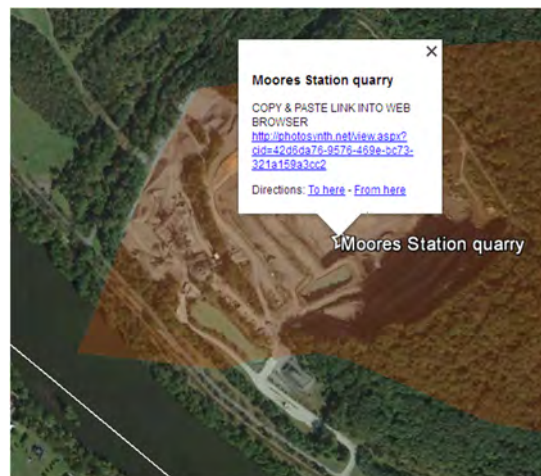 Moores Station quarry
COPY & PASTE LINK INTO WEB
BROWSER
http://photosynth.net/view.aspx?
cid=42d6da76-9576-469e-bc73-
321a159a3cc2
Directions: To here - From here
Moores Station quarry